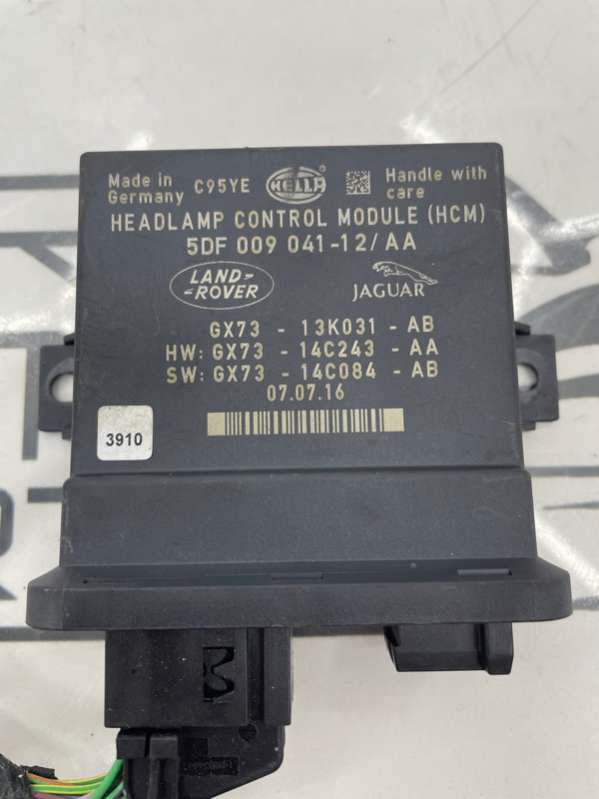 Made in Germany C95YE HELLA Handle with care
HEADLAMP CONTROL MODULE (HCM)
5DF 009 041-12/AA
LAND-ROVER JAGUAR
GX73 - 13K031 - AB
HW: GX73 - 14C243 - AA
SW: GX73 - 14C084 - AB
07.07.16
3910